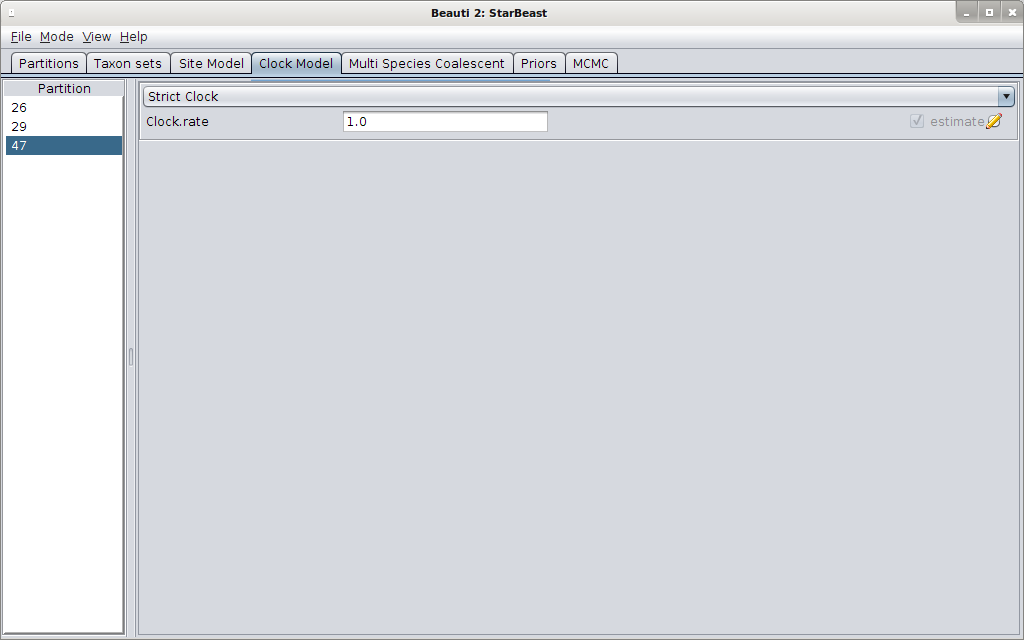 Beauti 2: StarBeast
File Mode View Help
Partitions Taxon sets Site Model Clock Model Multi Species Coalescent Priors MCMC
Partition
26
29
47
Strict Clock
Clock.rate 1.0 estimate